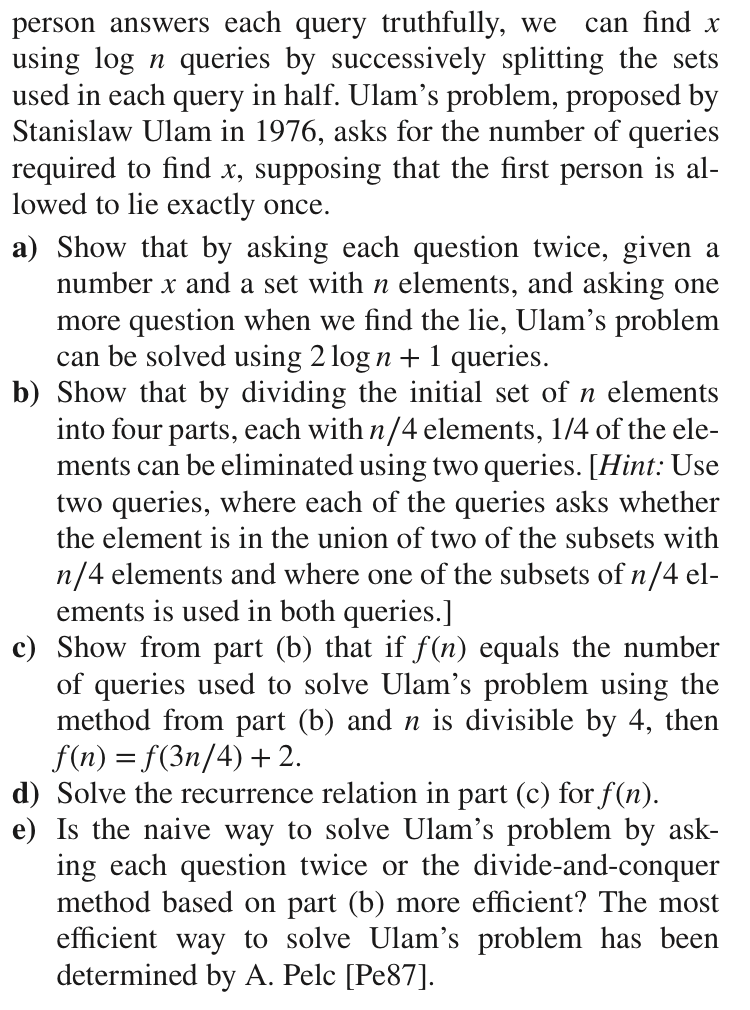 person answers each query truthfully, we can find x
using log n queries by successively splitting the sets
used in each query in half. Ulam’s problem, proposed by
Stanislaw Ulam in 1976, asks for the number of queries
required to find x, supposing that the first person is al-
lowed to lie exactly once.
a) Show that by asking each question twice, given a
number x and a set with n elements, and asking one
more question when we find the lie, Ulam’s problem
can be solved using 2 log n + 1 queries.
b) Show that by dividing the initial set of n elements
into four parts, each with n/4 elements, 1/4 of the ele-
ments can be eliminated using two queries. [Hint: Use
two queries, where each of the queries asks whether
the element is in the union of two of the subsets with
n/4 elements and where one of the subsets of n/4 el-
ements is used in both queries.]
c) Show from part (b) that if f(n) equals the number
of queries used to solve Ulam’s problem using the
method from part (b) and n is divisible by 4, then
f(n) = f(3n/4) + 2.
d) Solve the recurrence relation in part (c) for f(n).
e) Is the naive way to solve Ulam’s problem by ask-
ing each question twice or the divide-and-conquer
method based on part (b) more efficient? The most
efficient way to solve Ulam’s problem has been
determined by A. Pelc [Pe87].